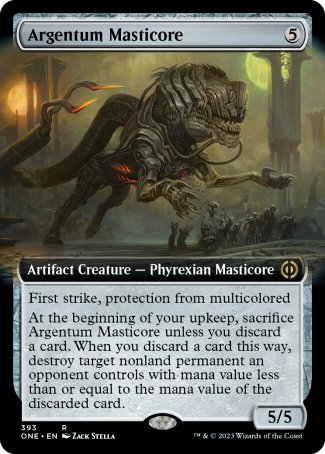 Argentum Masticore 5
Artifact Creature — Phyrexian Masticore
First strike, protection from multicolored
At the beginning of your upkeep, sacrifice
Argentum Masticore unless you discard
a card. When you discard a card this way,
destroy target nonland permanent an
opponent controls with mana value less
than or equal to the mana value of the
discarded card.
5/5
393 R
ONE • EN Zack Stella ™ & © 2023 Wizards of the Coast